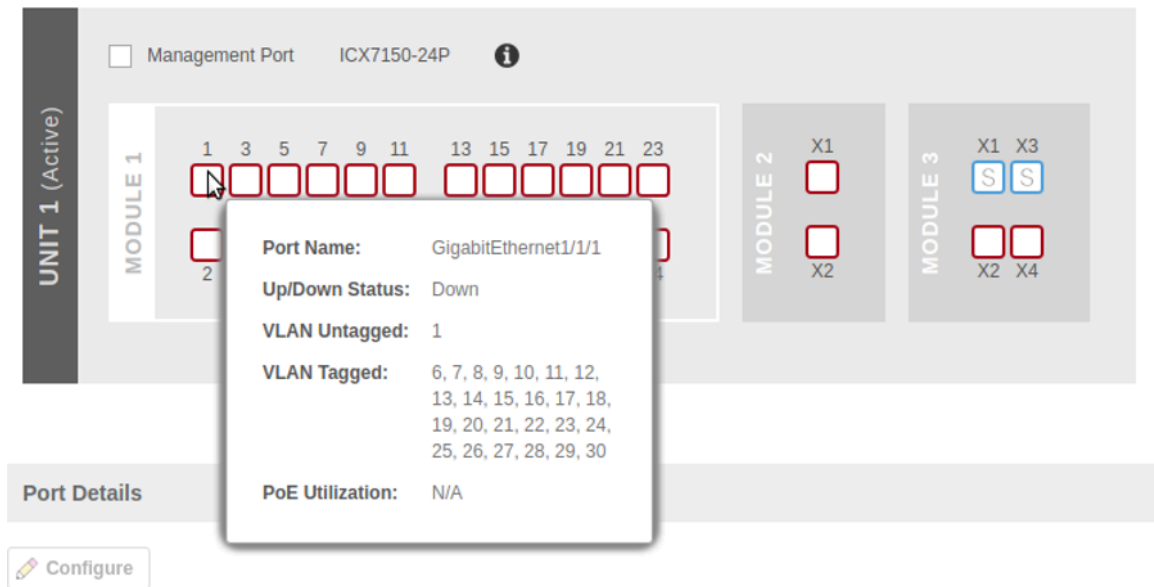 Management Port ICX7150-24P
UNIT 1 (Active)
MODULE 1
1 3 5 7 9 11 13 15 17 19 21 23
2 4
MODULE 2
X1
X2
MODULE 3
X1 X3
S S
X2 X4
Port Name: GigabitEthernet1/1/1
Up/Down Status: Down
VLAN Untagged: 1
VLAN Tagged: 6, 7, 8, 9, 10, 11, 12,
13, 14, 15, 16, 17, 18,
19, 20, 21, 22, 23, 24,
25, 26, 27, 28, 29, 30
PoE Utilization: N/A
Port Details
Configure